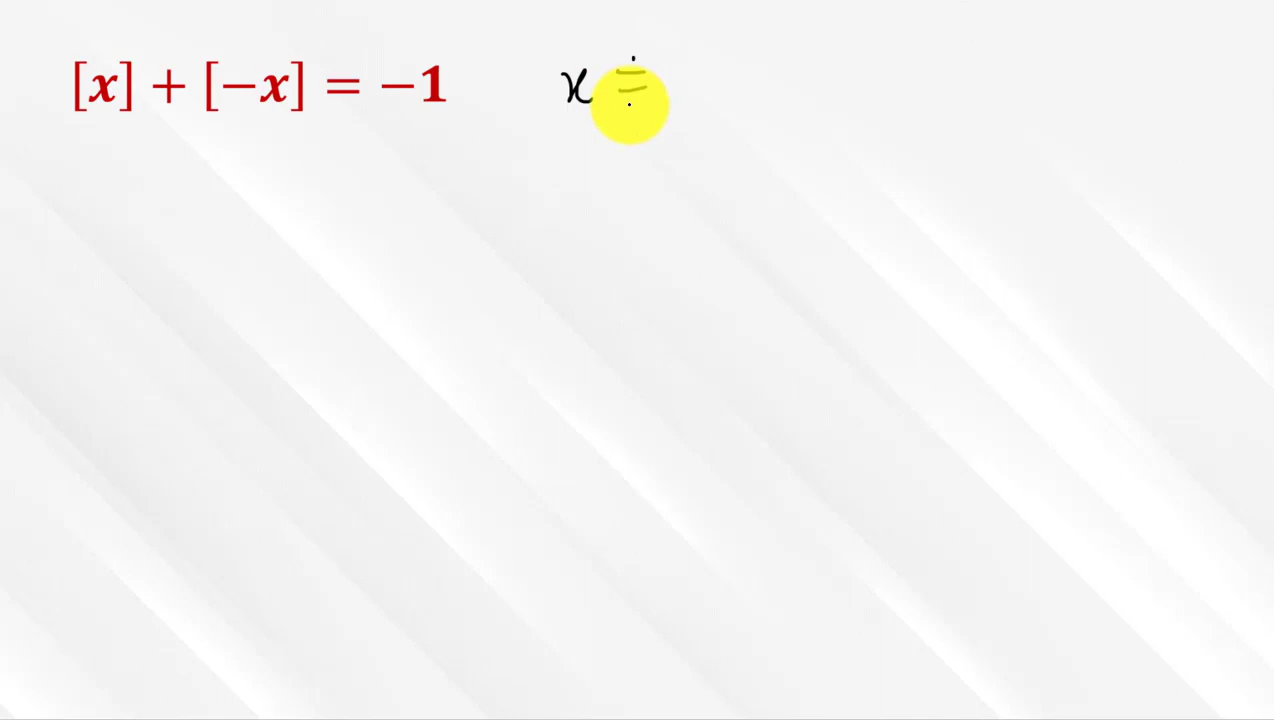 [x] + [−x] = −1 x =